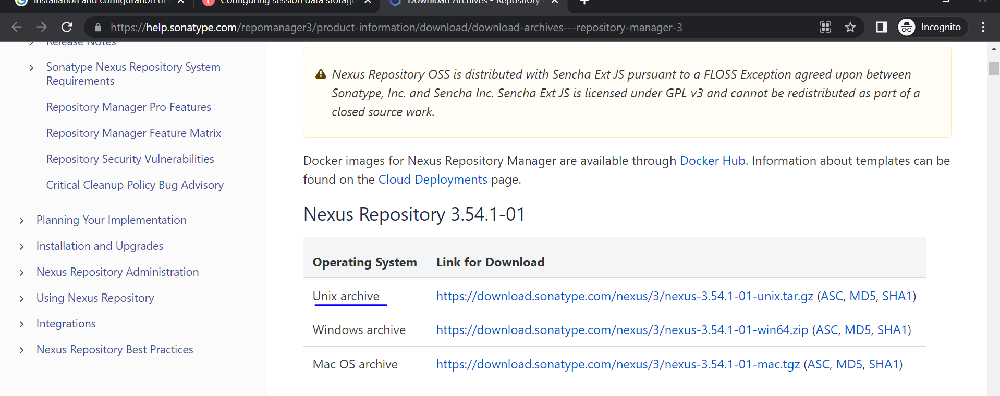 Installation and configuration of
Configuring session data storage
Download Archives - Repository
https://help.sonatype.com/repomanager3/product-information/download/download-archives---repository-manager-3
Incognito
Release Notes
Sonatype Nexus Repository System
Requirements
Repository Manager Pro Features
Repository Manager Feature Matrix
Repository Security Vulnerabilities
Critical Cleanup Policy Bug Advisory
Planning Your Implementation
Installation and Upgrades
Nexus Repository Administration
Using Nexus Repository
Integrations
Nexus Repository Best Practices
Nexus Repository OSS is distributed with Sencha Ext JS pursuant to a FLOSS Exception agreed upon between
Sonatype, Inc. and Sencha Inc. Sencha Ext JS is licensed under GPL v3 and cannot be redistributed as part of a
closed source work.
Docker images for Nexus Repository Manager are available through Docker Hub. Information about templates can be
found on the Cloud Deployments page.
Nexus Repository 3.54.1-01
Operating System Link for Download
Unix archive https://download.sonatype.com/nexus/3/nexus-3.54.1-01-unix.tar.gz (ASC, MD5, SHA1)
Windows archive https://download.sonatype.com/nexus/3/nexus-3.54.1-01-win64.zip (ASC, MD5, SHA1)
Mac OS archive https://download.sonatype.com/nexus/3/nexus-3.54.1-01-mac.tgz (ASC, MD5, SHA1)